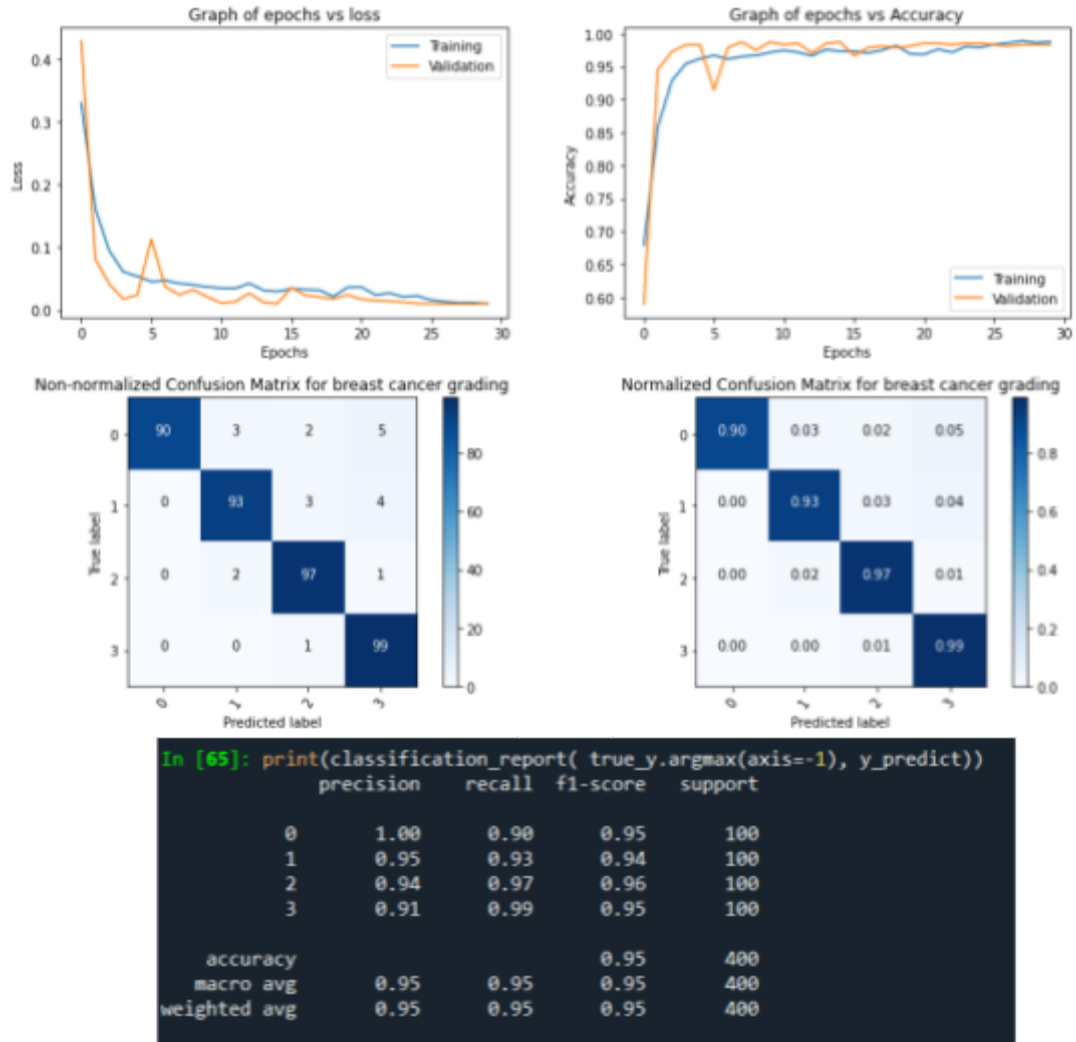 Graph of epochs vs loss
0.4
0.3
0.2
0.1
0.0
Loss
Training
Validation
0 5 10 15 20 25 30
Epochs
Graph of epochs vs Accuracy
1.00
0.95
0.90
0.85
0.80
0.75
0.70
0.65
0.60
Accuracy
Training
Validation
0 5 10 15 20 25 30
Epochs
Non-normalized Confusion Matrix for breast cancer grading
True label
0 90 3 2 5
1 0 93 3 4
2 0 2 97 1
3 0 0 1 99
0 1 2 3
Predicted label
80
60
40
20
0
Normalized Confusion Matrix for breast cancer grading
True label
0 0.90 0.03 0.02 0.05
1 0.00 0.93 0.03 0.04
2 0.00 0.02 0.97 0.01
3 0.00 0.00 0.01 0.99
0 1 2 3
Predicted label
0.8
0.6
0.4
0.2
0.0
In [65]: print(classification_report( true_y.argmax(axis=-1), y_predict))
precision recall f1-score support
0 1.00 0.90 0.95 100
1 0.95 0.93 0.94 100
2 0.94 0.97 0.96 100
3 0.91 0.99 0.95 100
accuracy 0.95 400
macro avg 0.95 0.95 0.95 400
weighted avg 0.95 0.95 0.95 400